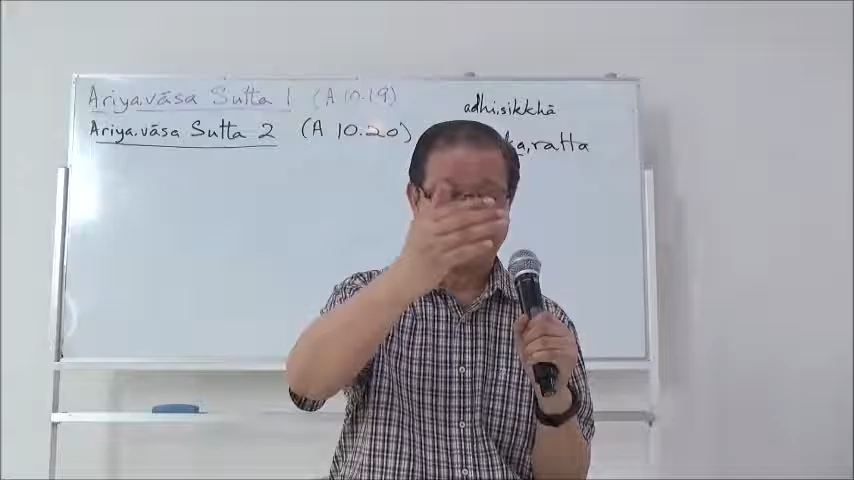 Ariya.vāsa Sutta 1 (A 10.19)
Ariya.vāsa Sutta 2 (A 10.20)
adhi.sikkhā